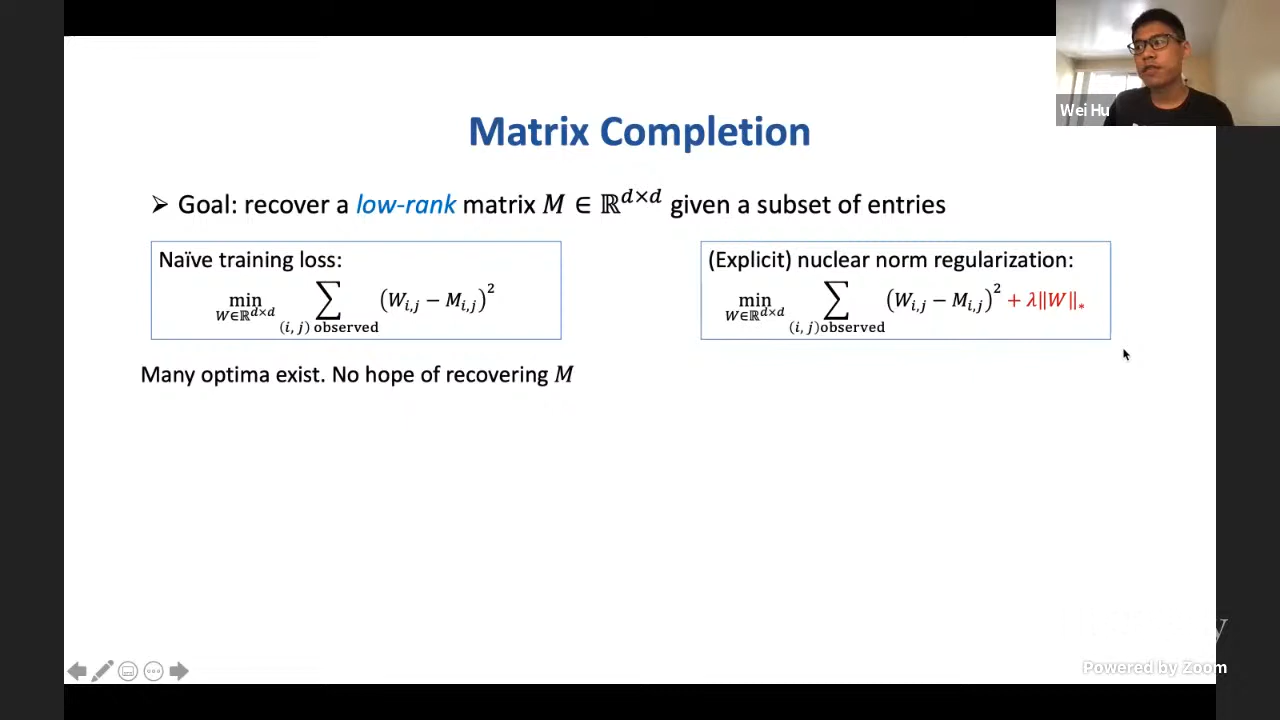 Wei Hu
Matrix Completion
➢ Goal: recover a low-rank matrix M ∈ ℝ^{d×d} given a subset of entries
Naïve training loss:
min_{W∈ℝ^{d×d}} ∑_{(i,j) observed} (W_{i,j} − M_{i,j})²
Many optima exist. No hope of recovering M
(Explicit) nuclear norm regularization:
min_{W∈ℝ^{d×d}} ∑_{(i,j)observed} (W_{i,j} − M_{i,j})² + λ‖W‖_*
Powered by Zoom